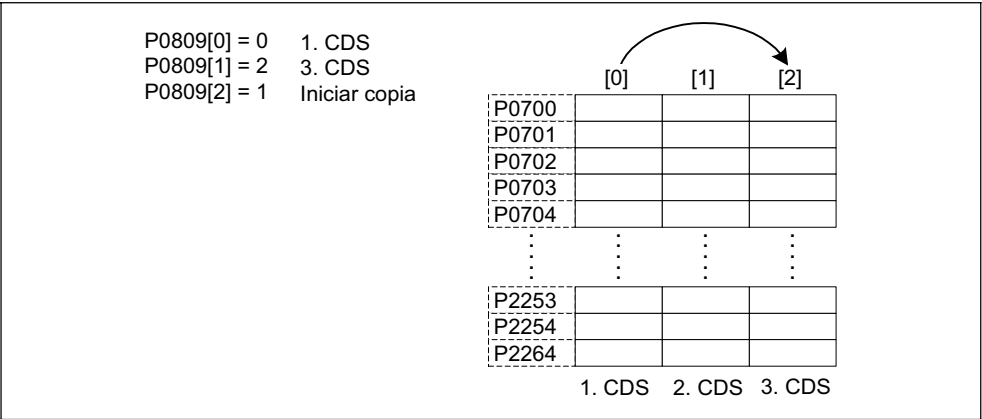 P0809[0] = 0 1. CDS
P0809[1] = 2 3. CDS
P0809[2] = 1 Iniciar copia
[0] [1] [2]
P0700
P0701
P0702
P0703
P0704
P2253
P2254
P2264
1. CDS 2. CDS 3. CDS